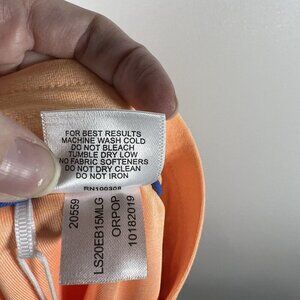 FOR BEST RESULTS
MACHINE WASH COLD
DO NOT BLEACH
TUMBLE DRY LOW
NO FABRIC SOFTENERS
DO NOT DRY CLEAN
DO NOT IRON
RN100308
20559
LS20EB15MLG
ORPOP
10182019